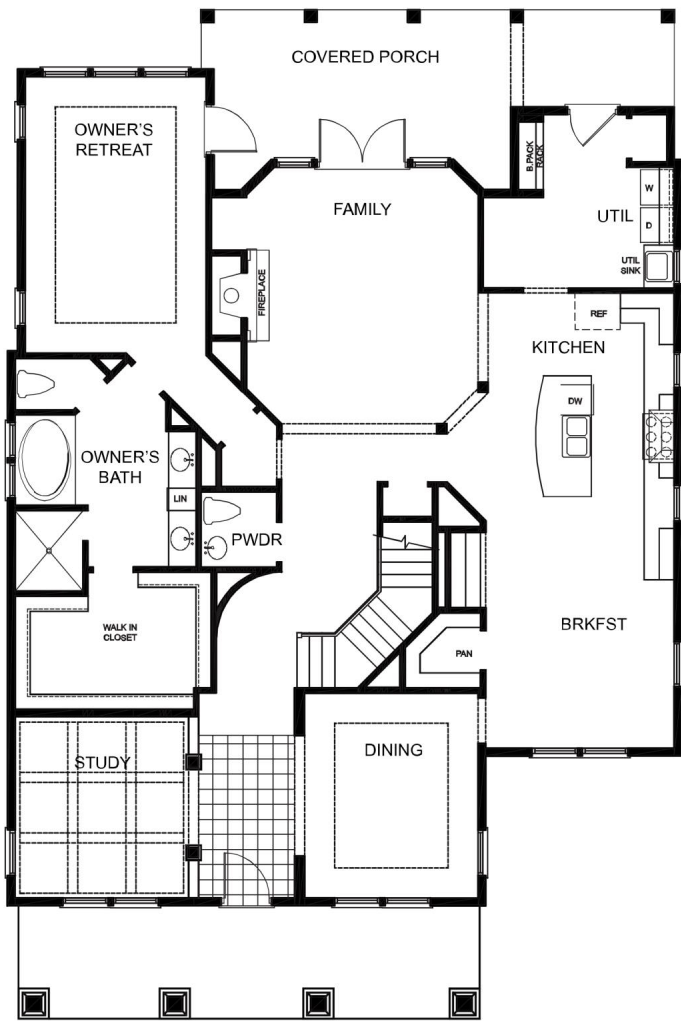 COVERED PORCH
OWNER'S
RETREAT
B.PACK
RACK
W
FAMILY
UTIL
D
UTIL
SINK
FIREPLACE
REF
KITCHEN
DW
OWNER'S
BATH
LIN
PWDR
WALK IN
CLOSET
BRKFST
PAN
STUDY
DINING